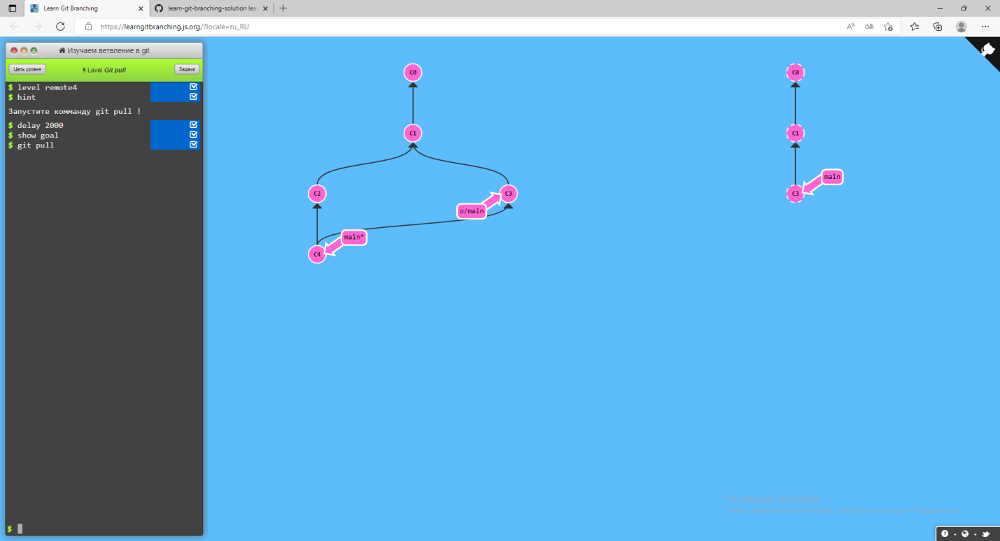 Learn Git Branching
learn-git-branching-solution lea
https://learngitbranching.js.org/?locale=ru_RU
Изучаем ветвление в git
Цель уровня
Level Git pull
Задача
$ level remote4
$ hint
Запустите комманду git pull !
$ delay 2000
$ show goal
$ git pull
$
C0
C1
C2
C3
o/main
main*
C4
C0
C1
main
C3